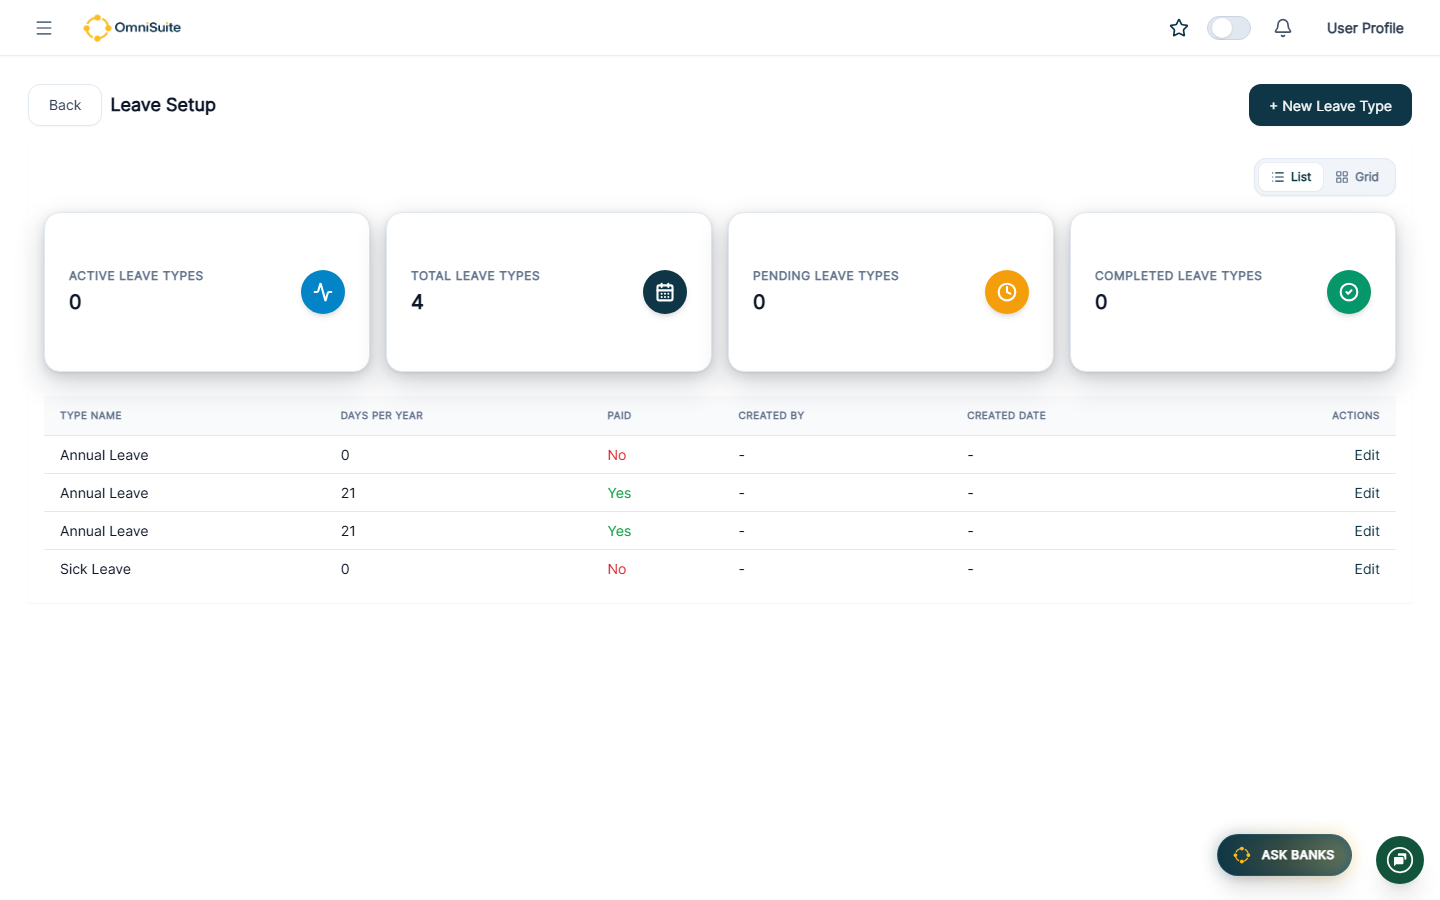 OmniSuite
User Profile
Back
Leave Setup
+ New Leave Type
List
Grid
ACTIVE LEAVE TYPES
0
TOTAL LEAVE TYPES
4
PENDING LEAVE TYPES
0
COMPLETED LEAVE TYPES
0
TYPE NAME DAYS PER YEAR PAID CREATED BY CREATED DATE ACTIONS
Annual Leave 0 No - - Edit
Annual Leave 21 Yes - - Edit
Annual Leave 21 Yes - - Edit
Sick Leave 0 No - - Edit
ASK BANKS